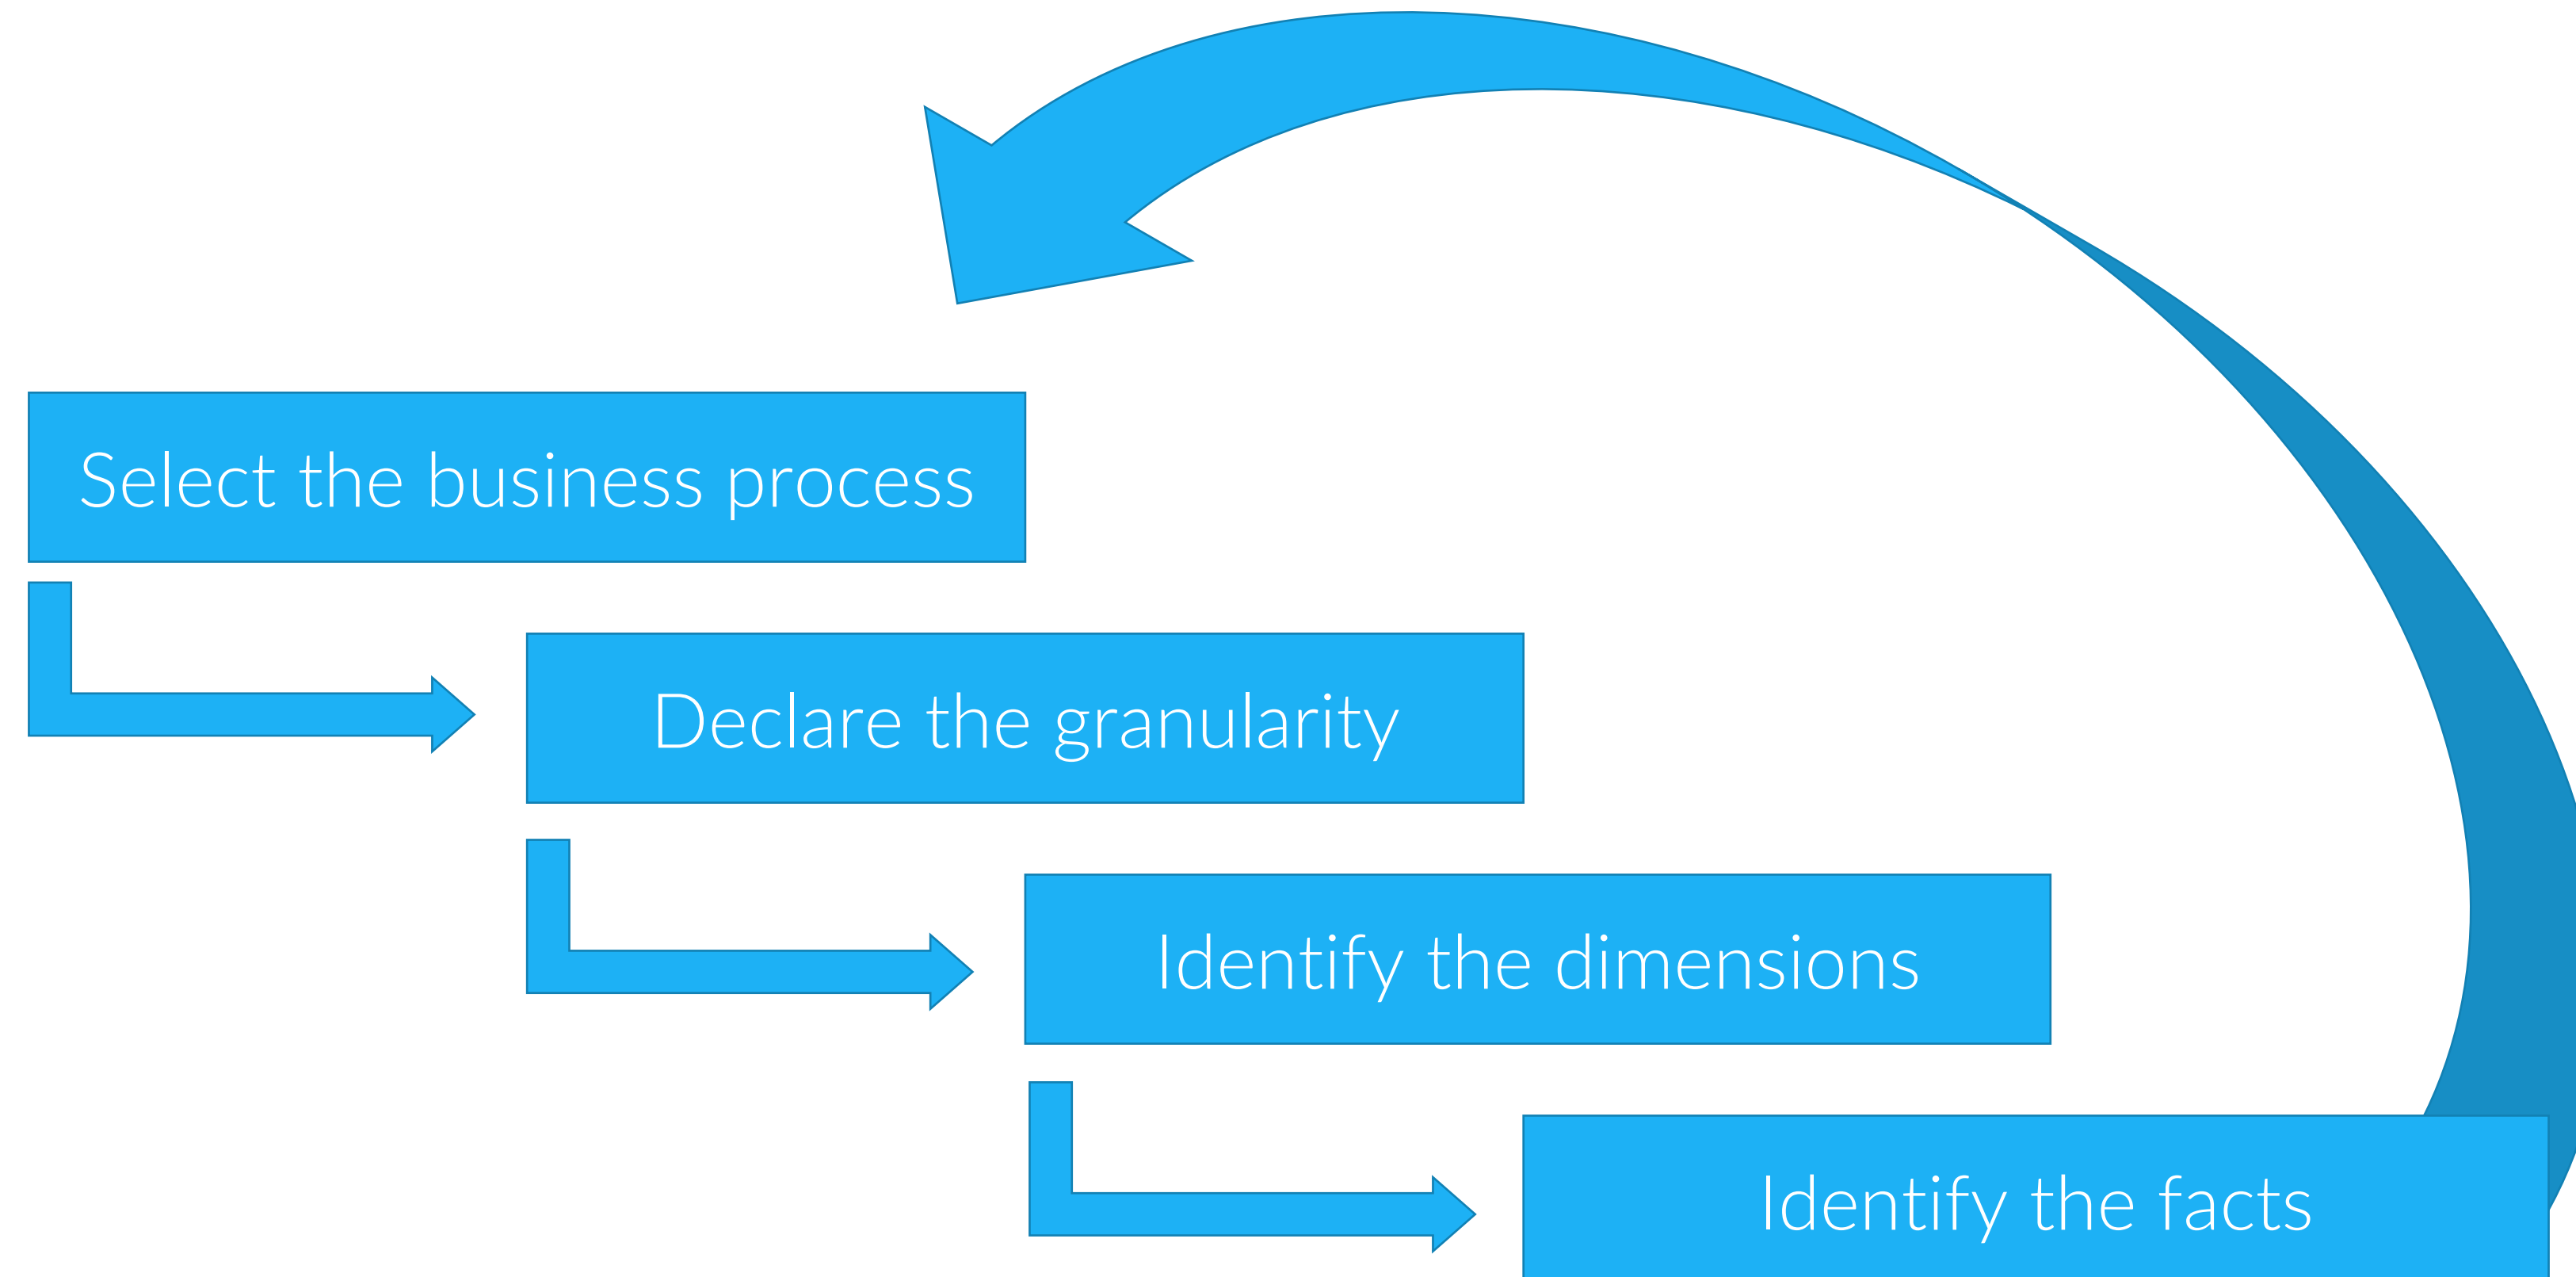 Select the business process
Declare the granularity
Identify the dimensions
Identify the facts